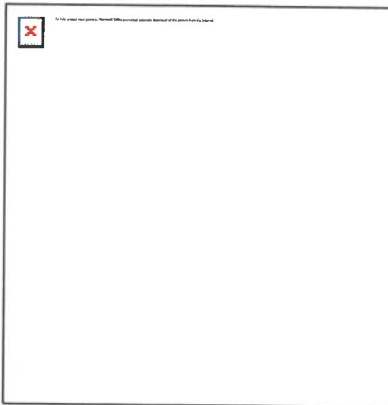 To help protect your privacy, Microsoft Office prevented automatic download of this picture from the Internet.